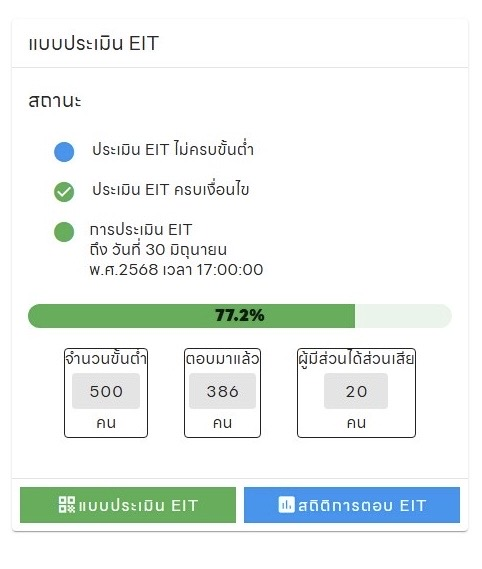 แบบประเมิน EIT
สถานะ
ประเมิน EIT ไม่ครบขั้นต่ำ
ประเมิน EIT ครบเงื่อนไข
การประเมิน EIT
ถึง วันที่ 30 มิถุนายน
พ.ศ.2568 เวลา 17:00:00
77.2%
จำนวนขั้นต่ำ
500
คน
ตอบมาแล้ว
386
คน
ผู้มีส่วนได้ส่วนเสีย
20
คน
แบบประเมิน EIT
สถิติการตอบ EIT